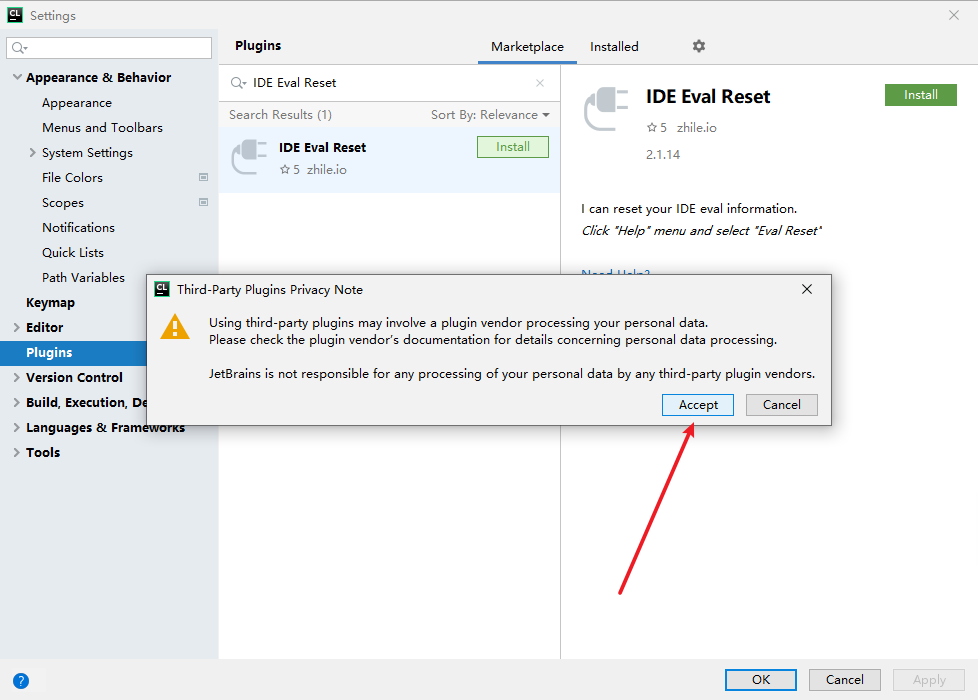 CL Settings
Plugins
Marketplace
Installed
IDE Eval Reset
Search Results (1)
Sort By: Relevance
IDE Eval Reset
5 zhile.io
Install
IDE Eval Reset
Install
5 zhile.io
2.1.14
I can reset your IDE eval information.
Click "Help" menu and select "Eval Reset"
Need Help?
Appearance & Behavior
Appearance
Menus and Toolbars
System Settings
File Colors
Scopes
Notifications
Quick Lists
Path Variables
Keymap
Editor
Plugins
Version Control
Build, Execution, De
Languages & Frameworks
Tools
CL Third-Party Plugins Privacy Note
Using third-party plugins may involve a plugin vendor processing your personal data.
Please check the plugin vendor's documentation for details concerning personal data processing.
JetBrains is not responsible for any processing of your personal data by any third-party plugin vendors.
Accept
Cancel
?
OK
Cancel
Apply